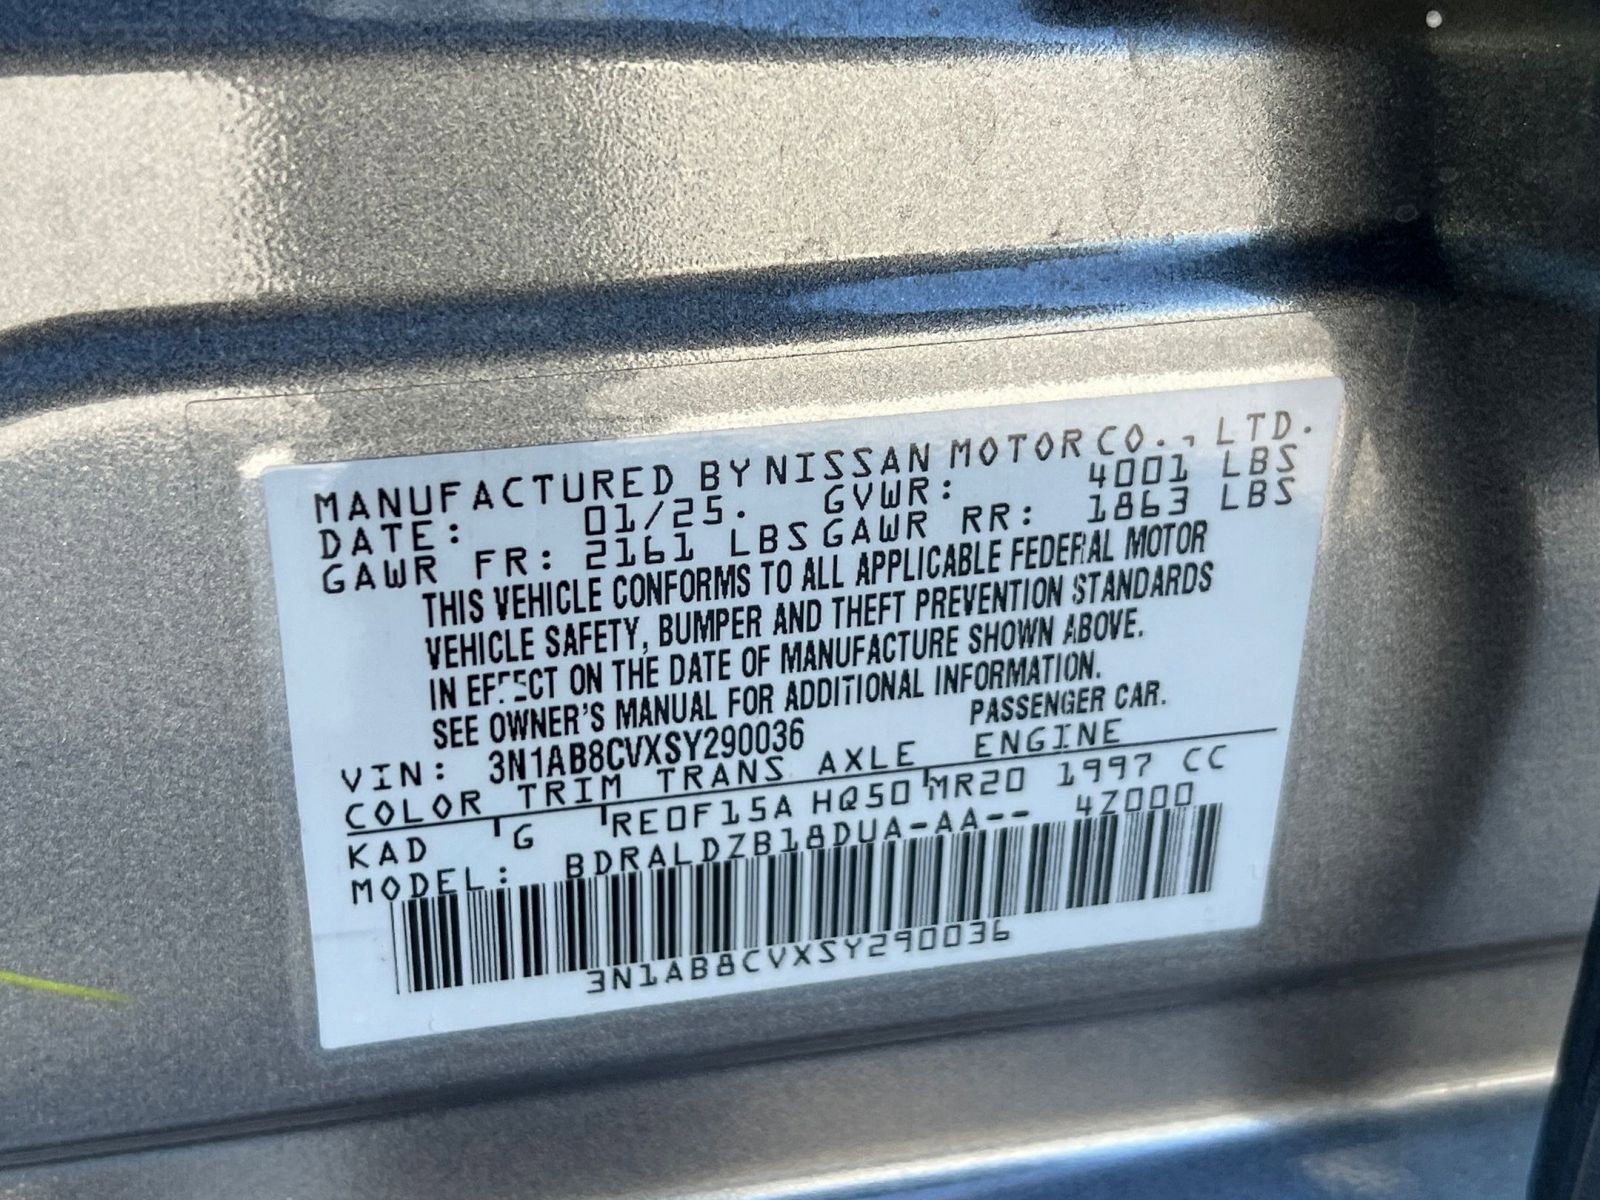 MANUFACTURED BY NISSAN MOTOR CO., LTD.
DATE: 01/25. GVWR: 4001 LBS
GAWR FR: 2161 LBS GAWR RR: 1863 LBS
THIS VEHICLE CONFORMS TO ALL APPLICABLE FEDERAL MOTOR
VEHICLE SAFETY, BUMPER AND THEFT PREVENTION STANDARDS
IN EFFECT ON THE DATE OF MANUFACTURE SHOWN ABOVE.
SEE OWNER'S MANUAL FOR ADDITIONAL INFORMATION.
VIN: 3N1AB8CVXSY290036 PASSENGER CAR.
COLOR TRIM TRANS AXLE ENGINE
KAD G RE0F15A HQ50 MR20 1997 CC
MODEL: BDRALDZB18DUA-AA-- 4Z000
3N1AB8CVXSY290036